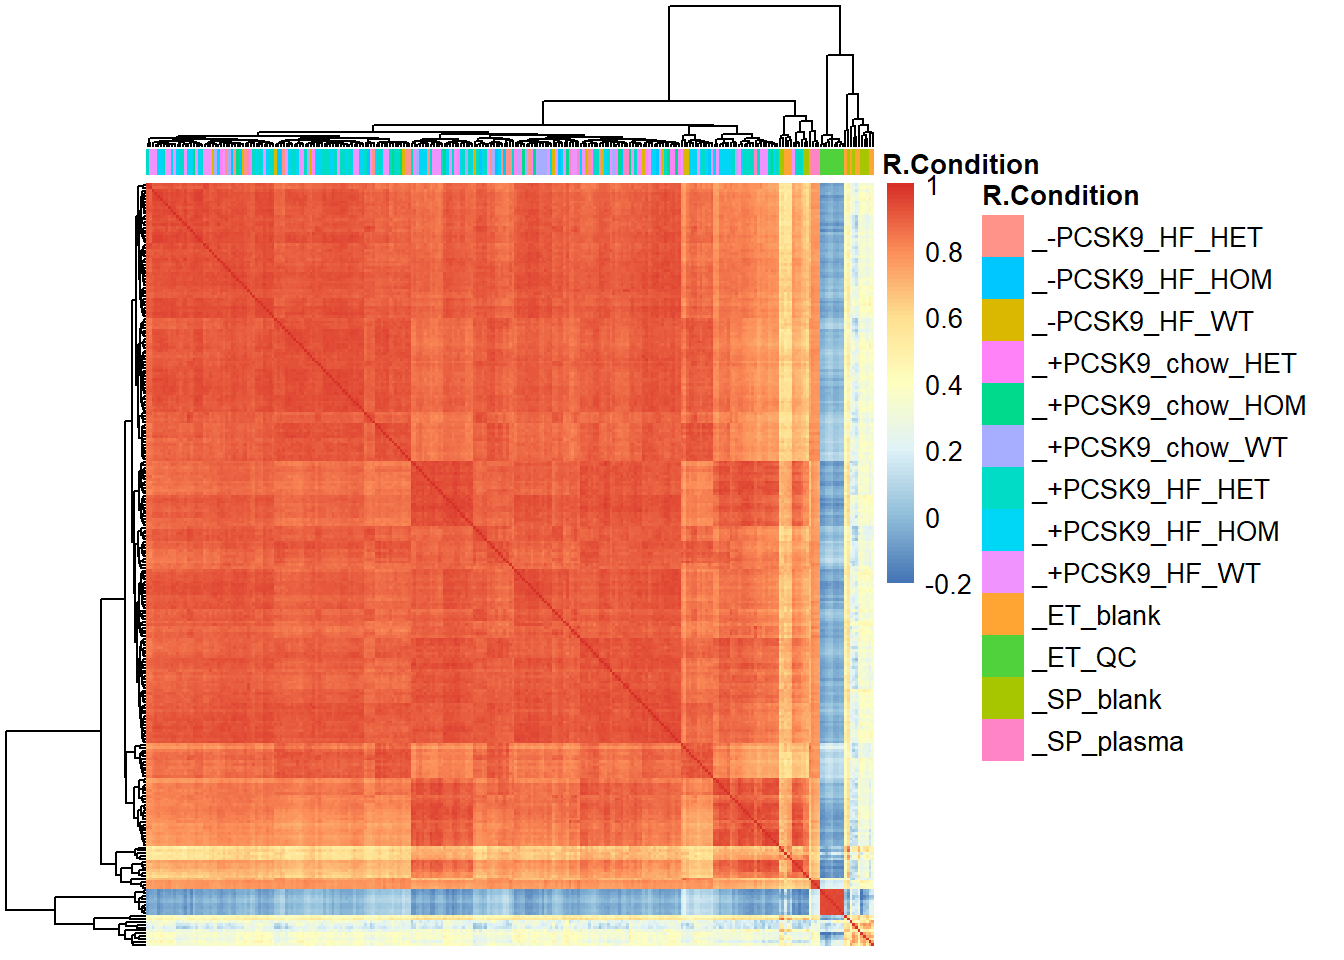 R.Condition
1
0.8
0.6
0.4
0.2
0
-0.2
R.Condition
_-PCSK9_HF_HET
_-PCSK9_HF_HOM
_-PCSK9_HF_WT
_+PCSK9_chow_HET
_+PCSK9_chow_HOM
_+PCSK9_chow_WT
_+PCSK9_HF_HET
_+PCSK9_HF_HOM
_+PCSK9_HF_WT
_ET_blank
_ET_QC
_SP_blank
_SP_plasma